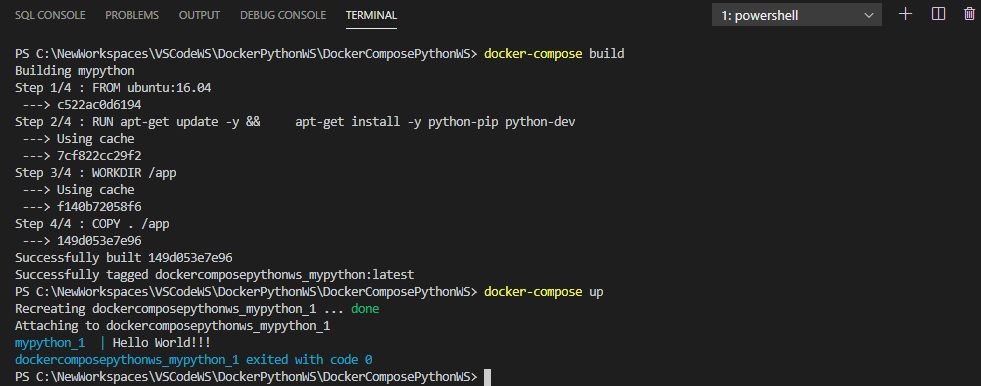 SQL CONSOLE PROBLEMS OUTPUT DEBUG CONSOLE TERMINAL 1: powershell
PS C:\NewWorkspaces\VSCodeWS\DockerPythonWS\DockerComposePythonWS> docker-compose build
Building mypython
Step 1/4 : FROM ubuntu:16.04
 ---> c522ac0d6194
Step 2/4 : RUN apt-get update -y &&     apt-get install -y python-pip python-dev
 ---> Using cache
 ---> 7cf822cc29f2
Step 3/4 : WORKDIR /app
 ---> Using cache
 ---> f140b72058f6
Step 4/4 : COPY . /app
 ---> 149d053e7e96
Successfully built 149d053e7e96
Successfully tagged dockercomposepythonws_mypython:latest
PS C:\NewWorkspaces\VSCodeWS\DockerPythonWS\DockerComposePythonWS> docker-compose up
Recreating dockercomposepythonws_mypython_1 ... done
Attaching to dockercomposepythonws_mypython_1
mypython_1  | Hello World!!!
dockercomposepythonws_mypython_1 exited with code 0
PS C:\NewWorkspaces\VSCodeWS\DockerPythonWS\DockerComposePythonWS>